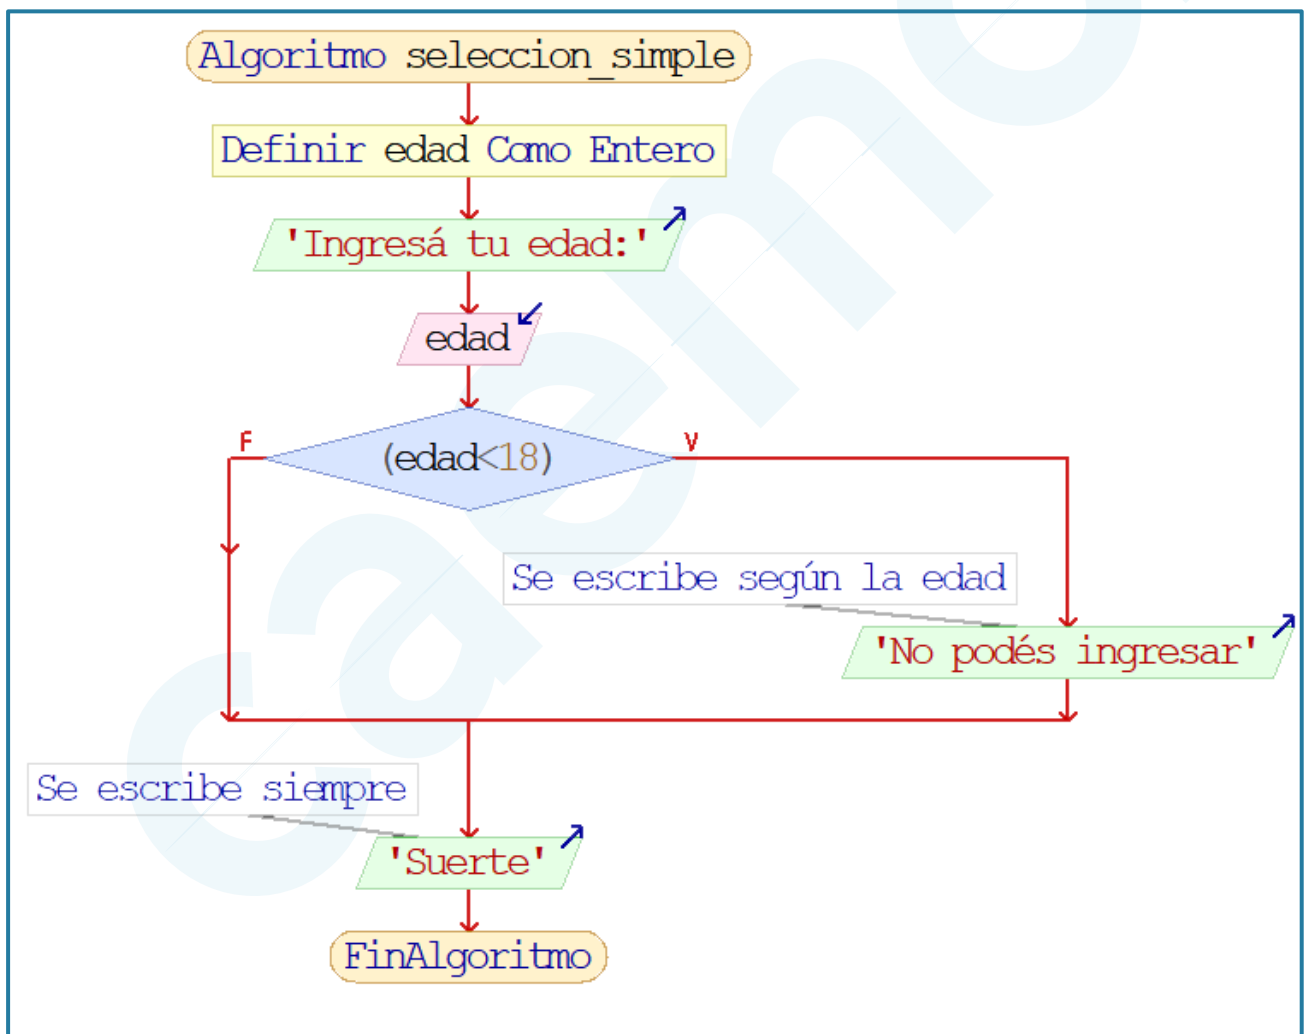 Algoritmo seleccion_simple
Definir edad Como Entero
'Ingresá tu edad:'
edad
F
(edad<18)
V
Se escribe según la edad
'No podés ingresar'
Se escribe siempre
'Suerte'
FinAlgoritmo